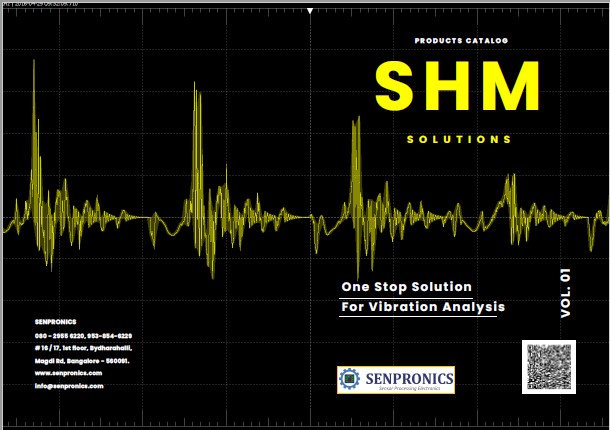 PRODUCTS CATALOG
SHM
SOLUTIONS
One Stop Solution
For Vibration Analysis
VOL. 01
SENPRONICS
080 - 2955 6220, 953-854-6229
# 16 / 17, 1st floor, Bydharahalli,
Magdi Rd, Bangalore - 560091.
www.senpronics.com
info@senpronics.com
SENPRONICS
Sensor Processing Electronics